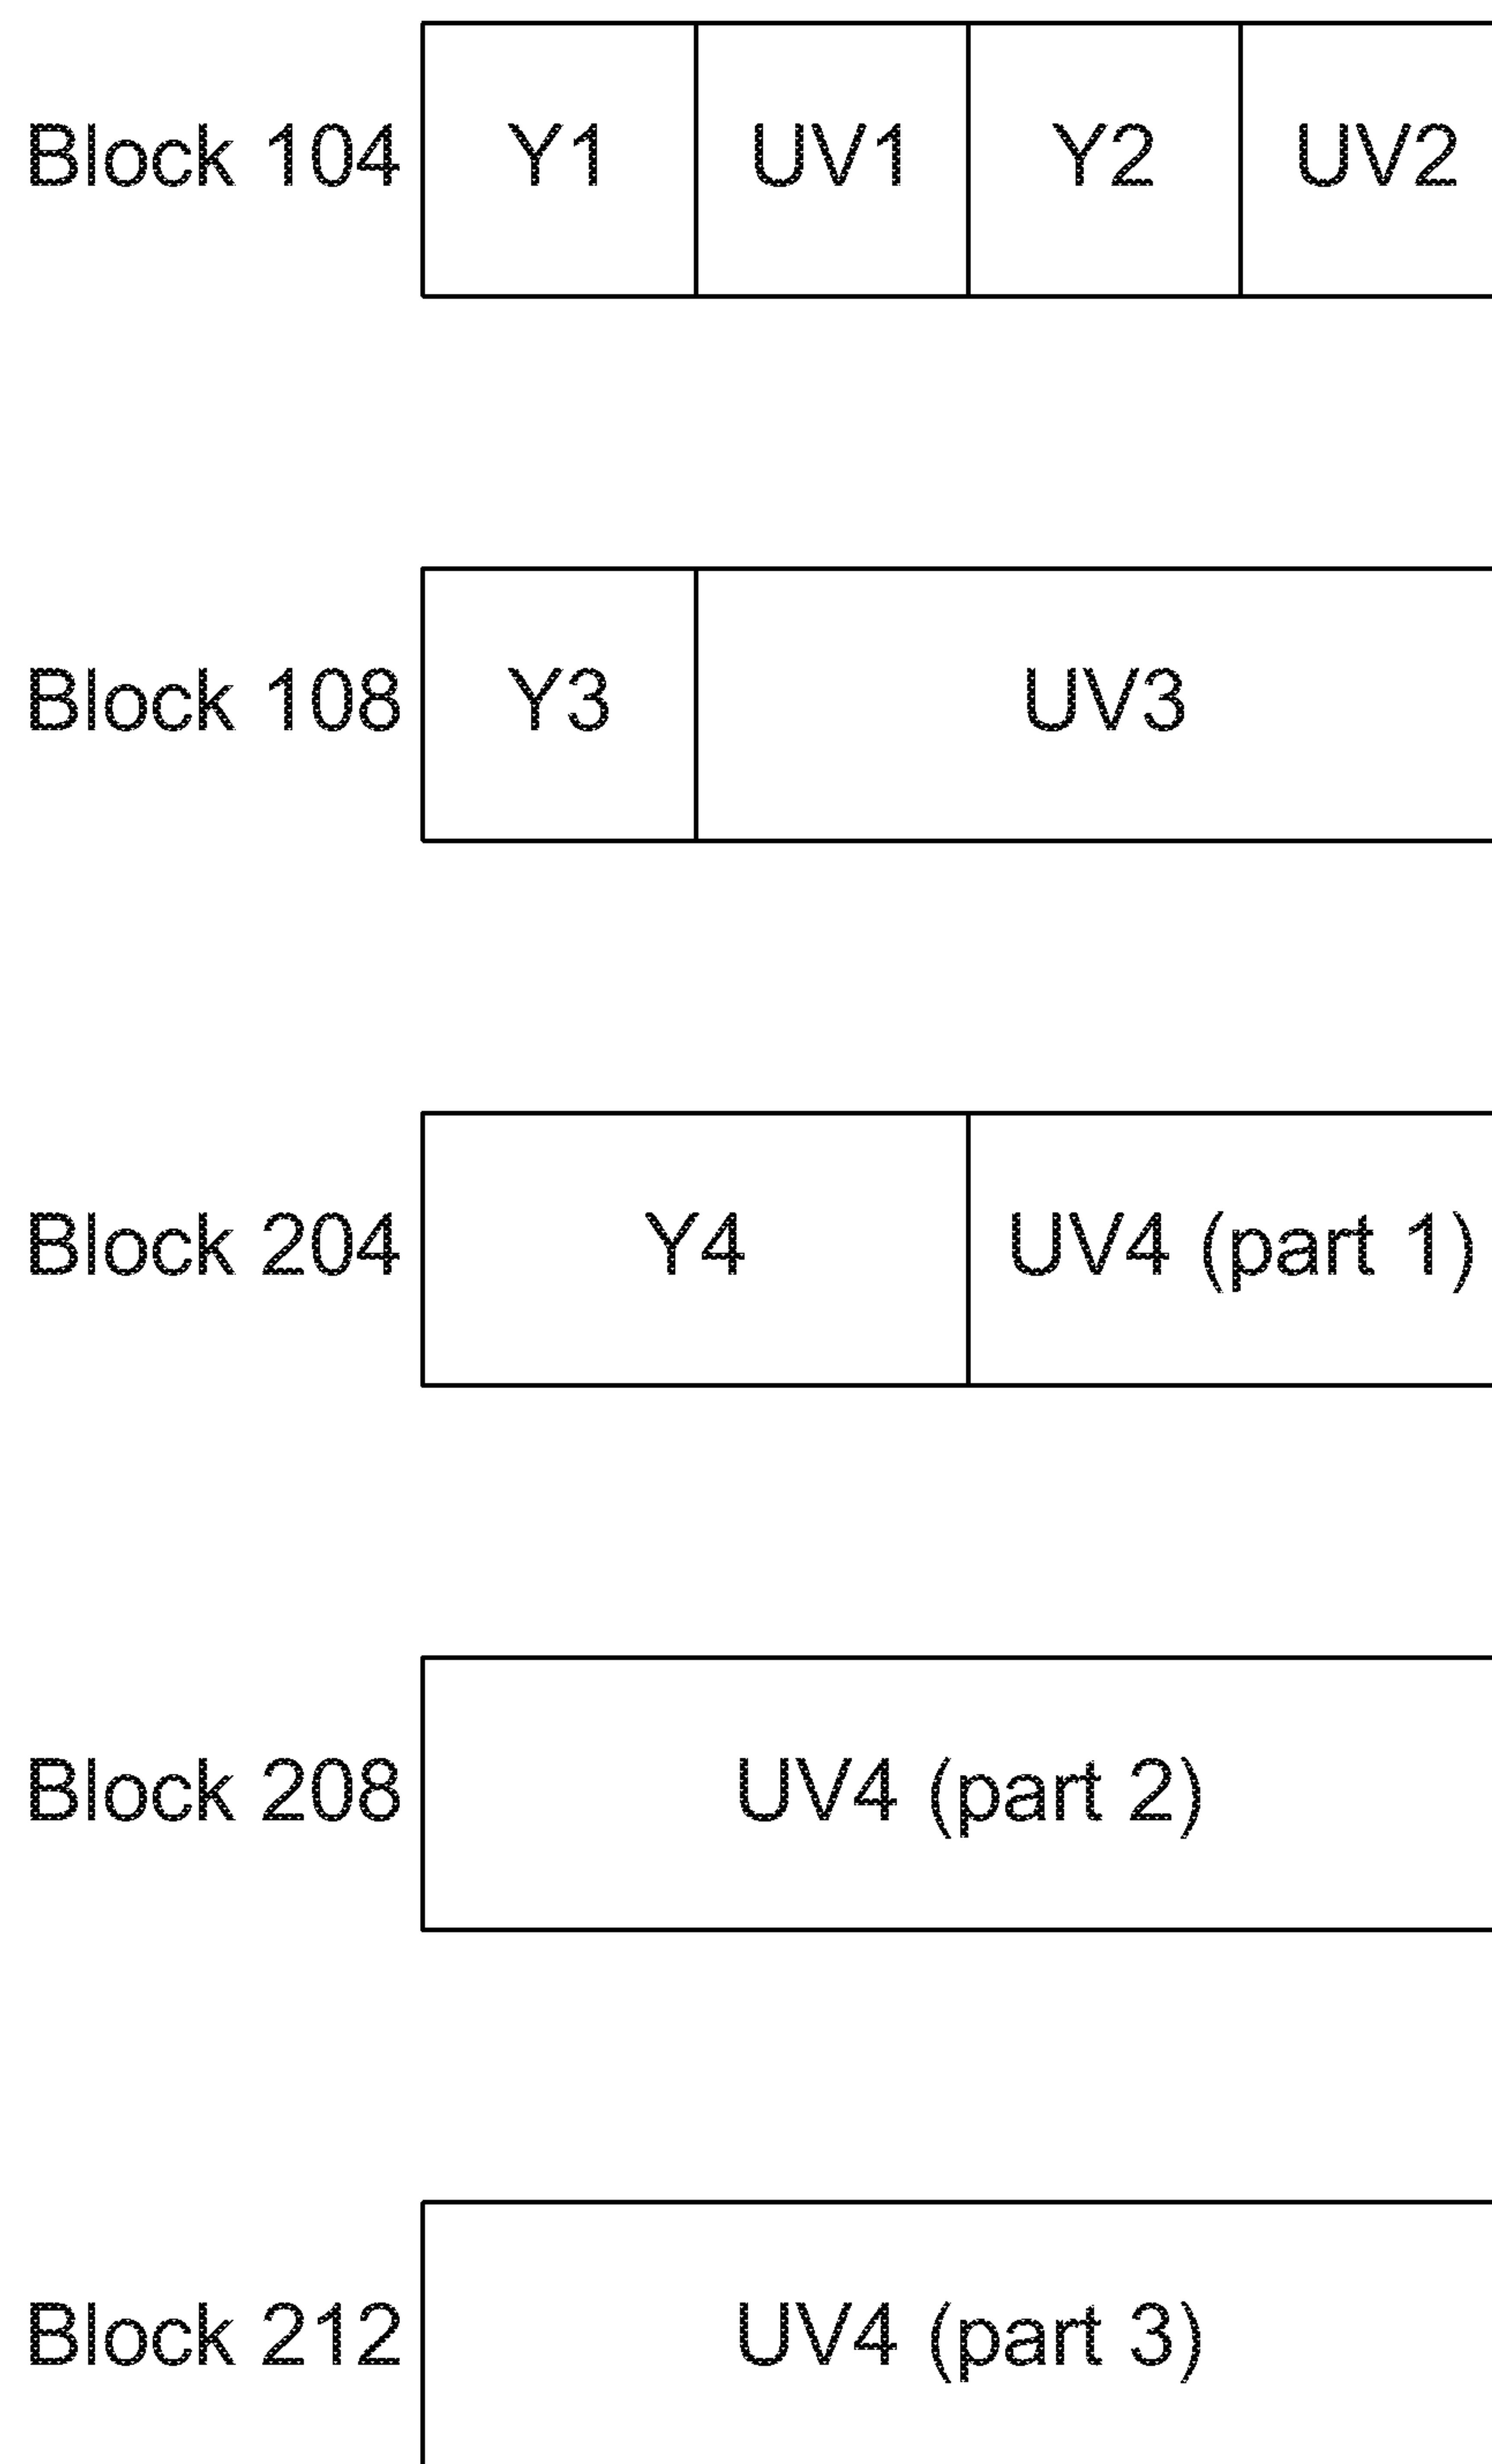 Block 104 Y1 UV1 Y2 UV2
Block 108 Y3 UV3
Block 204 Y4 UV4 (part 1)
Block 208 UV4 (part 2)
Block 212 UV4 (part 3)